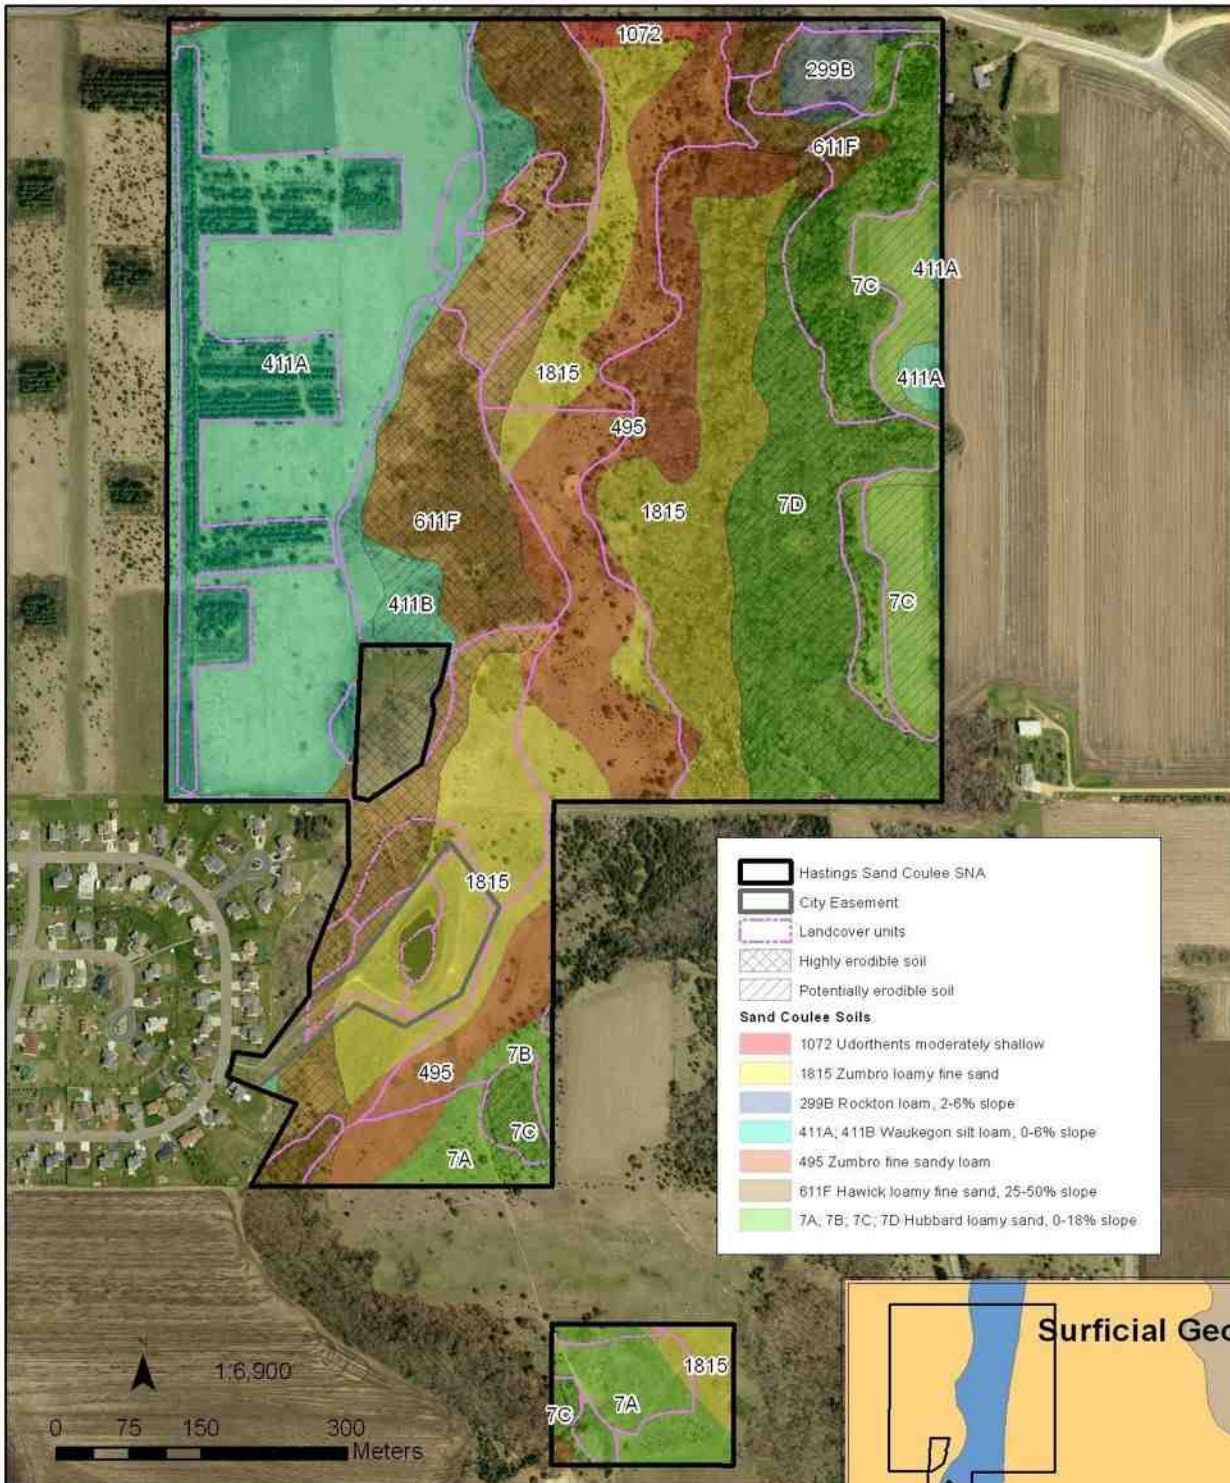 1072
299B
611F
411A
7C
411A
1815
411A
495
1815
7D
611F
411B
7C
1815
7B
495
7C
7A
Hastings Sand Coulee SNA
City Easement
Landcover units
Highly erodible soil
Potentially erodible soil
Sand Coulee Soils
1072 Udorthents moderately shallow
1815 Zumbro loamy fine sand
299B Rockton loam, 2-6% slope
411A; 411B Waukegon silt loam, 0-6% slope
495 Zumbro fine sandy loam
611F Hawick loamy fine sand, 25-50% slope
7A; 7B; 7C; 7D Hubbard loamy sand, 0-18% slope
Surficial Geo
1815
7A
7C
1:6,900
0 75 150 300
Meters